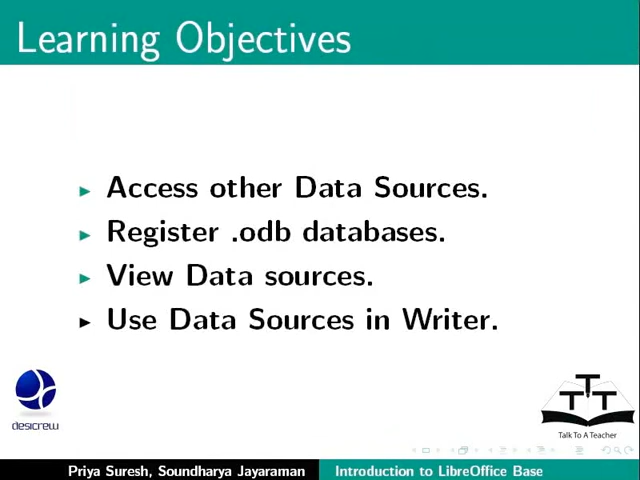 Learning Objectives
Access other Data Sources.
Register .odb databases.
View Data sources.
Use Data Sources in Writer.
desicrew
T T T
Talk To A Teacher
Priya Suresh, Soundharya Jayaraman Introduction to LibreOffice Base